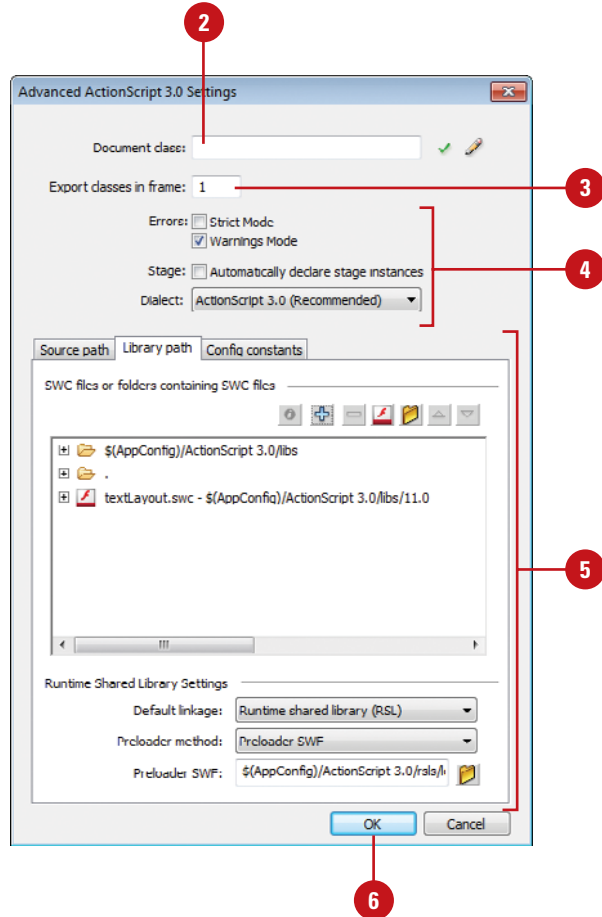 2
Advanced ActionScript 3.0 Settings
Document class:
Export classes in frame: 1
3
Errors: Strict Mode
Warnings Mode
4
Stage: Automatically declare stage instances
Dialect: ActionScript 3.0 (Recommended)
Source path Library path Config constants
SWC files or folders containing SWC files
$(AppConfig)/ActionScript 3.0/libs
.
textLayout.swc - $(AppConfig)/ActionScript 3.0/libs/11.0
5
Runtime Shared Library Settings
Default linkage: Runtime shared library (RSL)
Preloader method: Preloader SWF
Preloader SWF: $(AppConfig)/ActionScript 3.0/rsls/l
OK Cancel
6